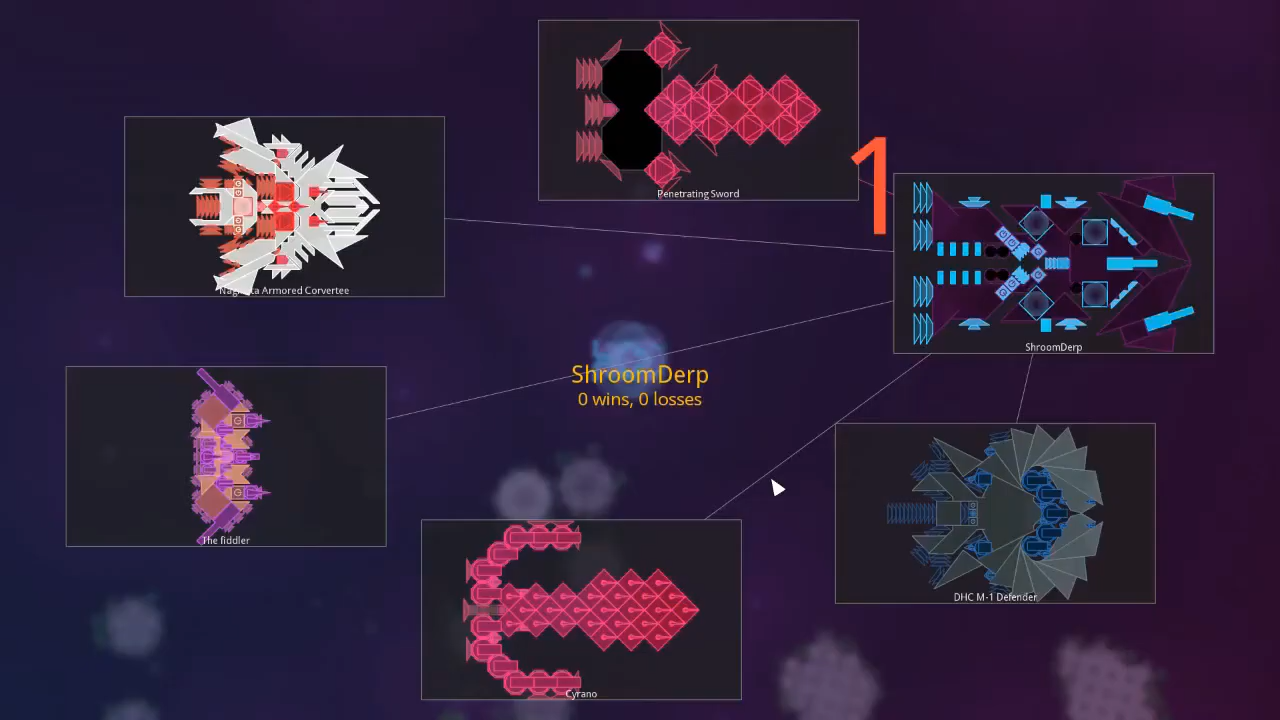 Penetrating Sword
1
Armored Corvertee
ShroomDerp
ShroomDerp
0 wins, 0 losses
The fiddler
DHC M-1 Defender
Cyrano